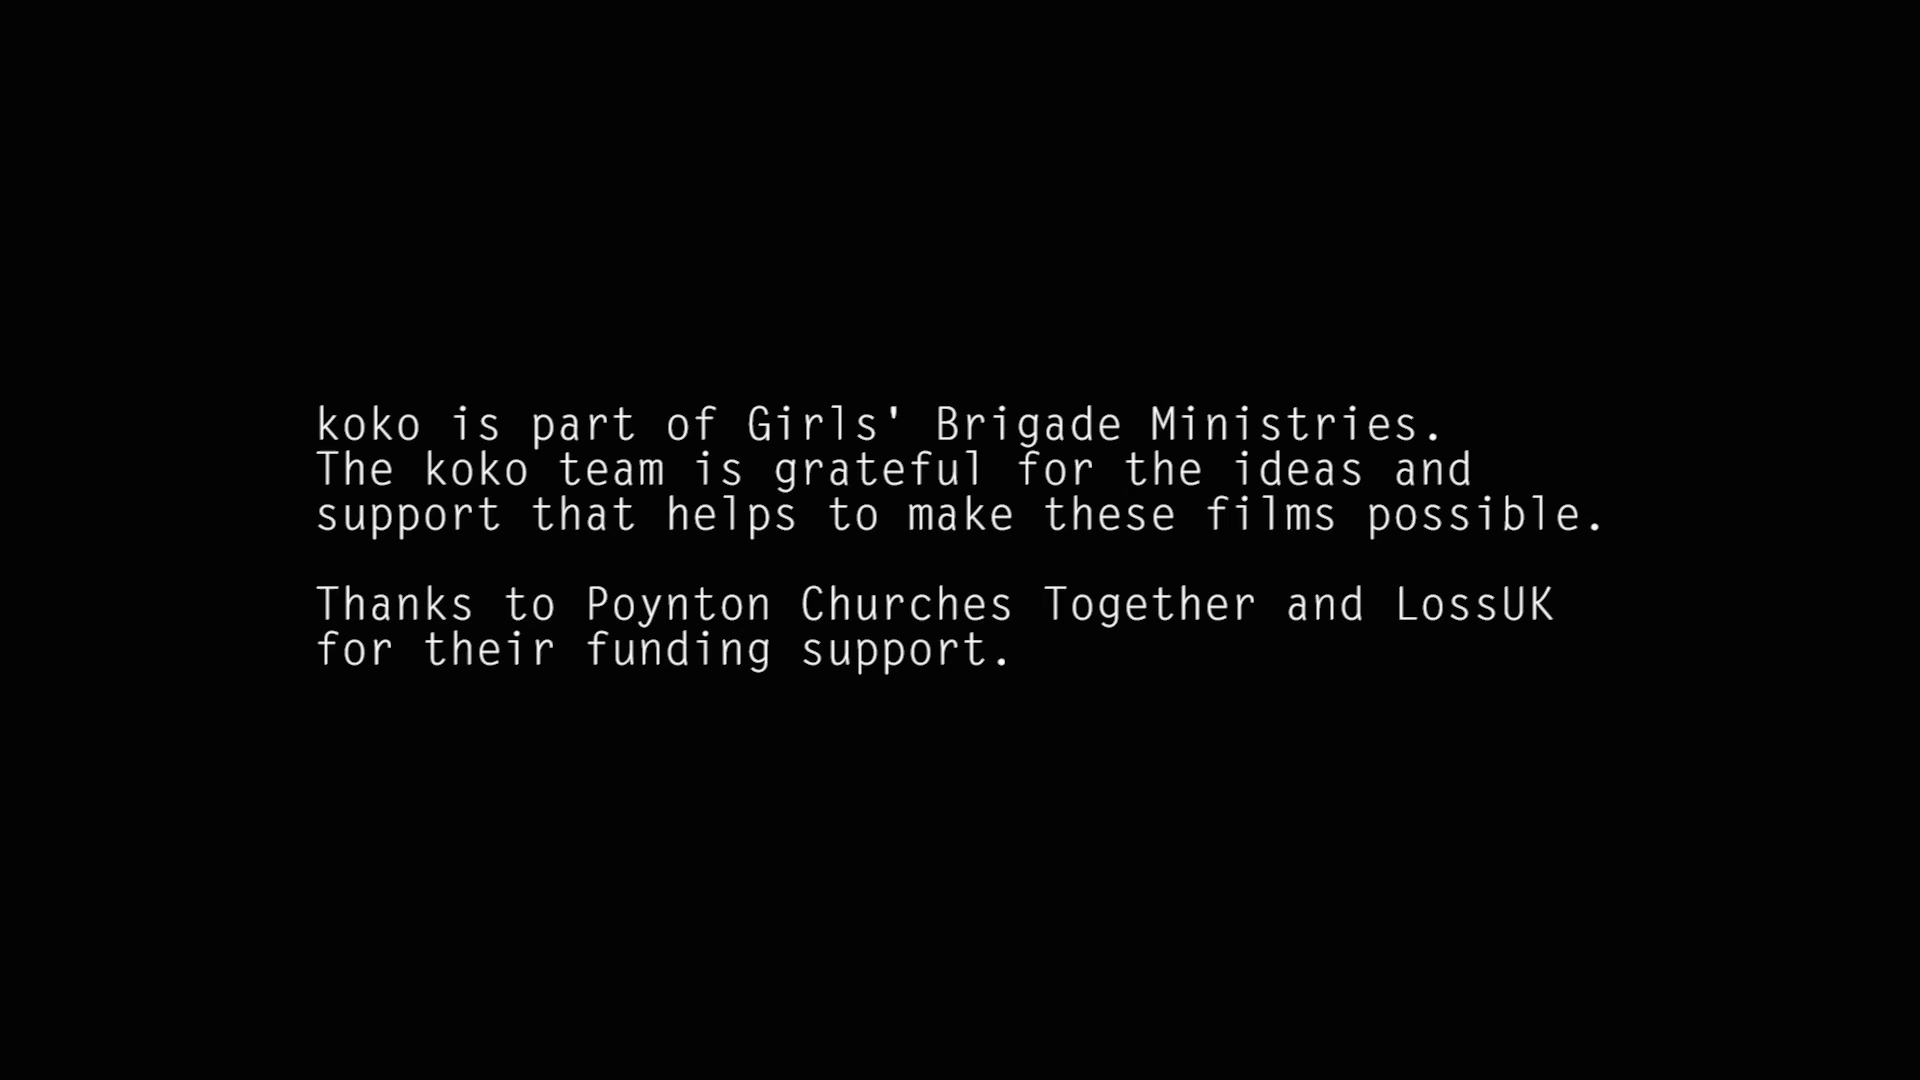 koko is part of Girls' Brigade Ministries.
The koko team is grateful for the ideas and
support that helps to make these films possible.
Thanks to Poynton Churches Together and LossUK
for their funding support.